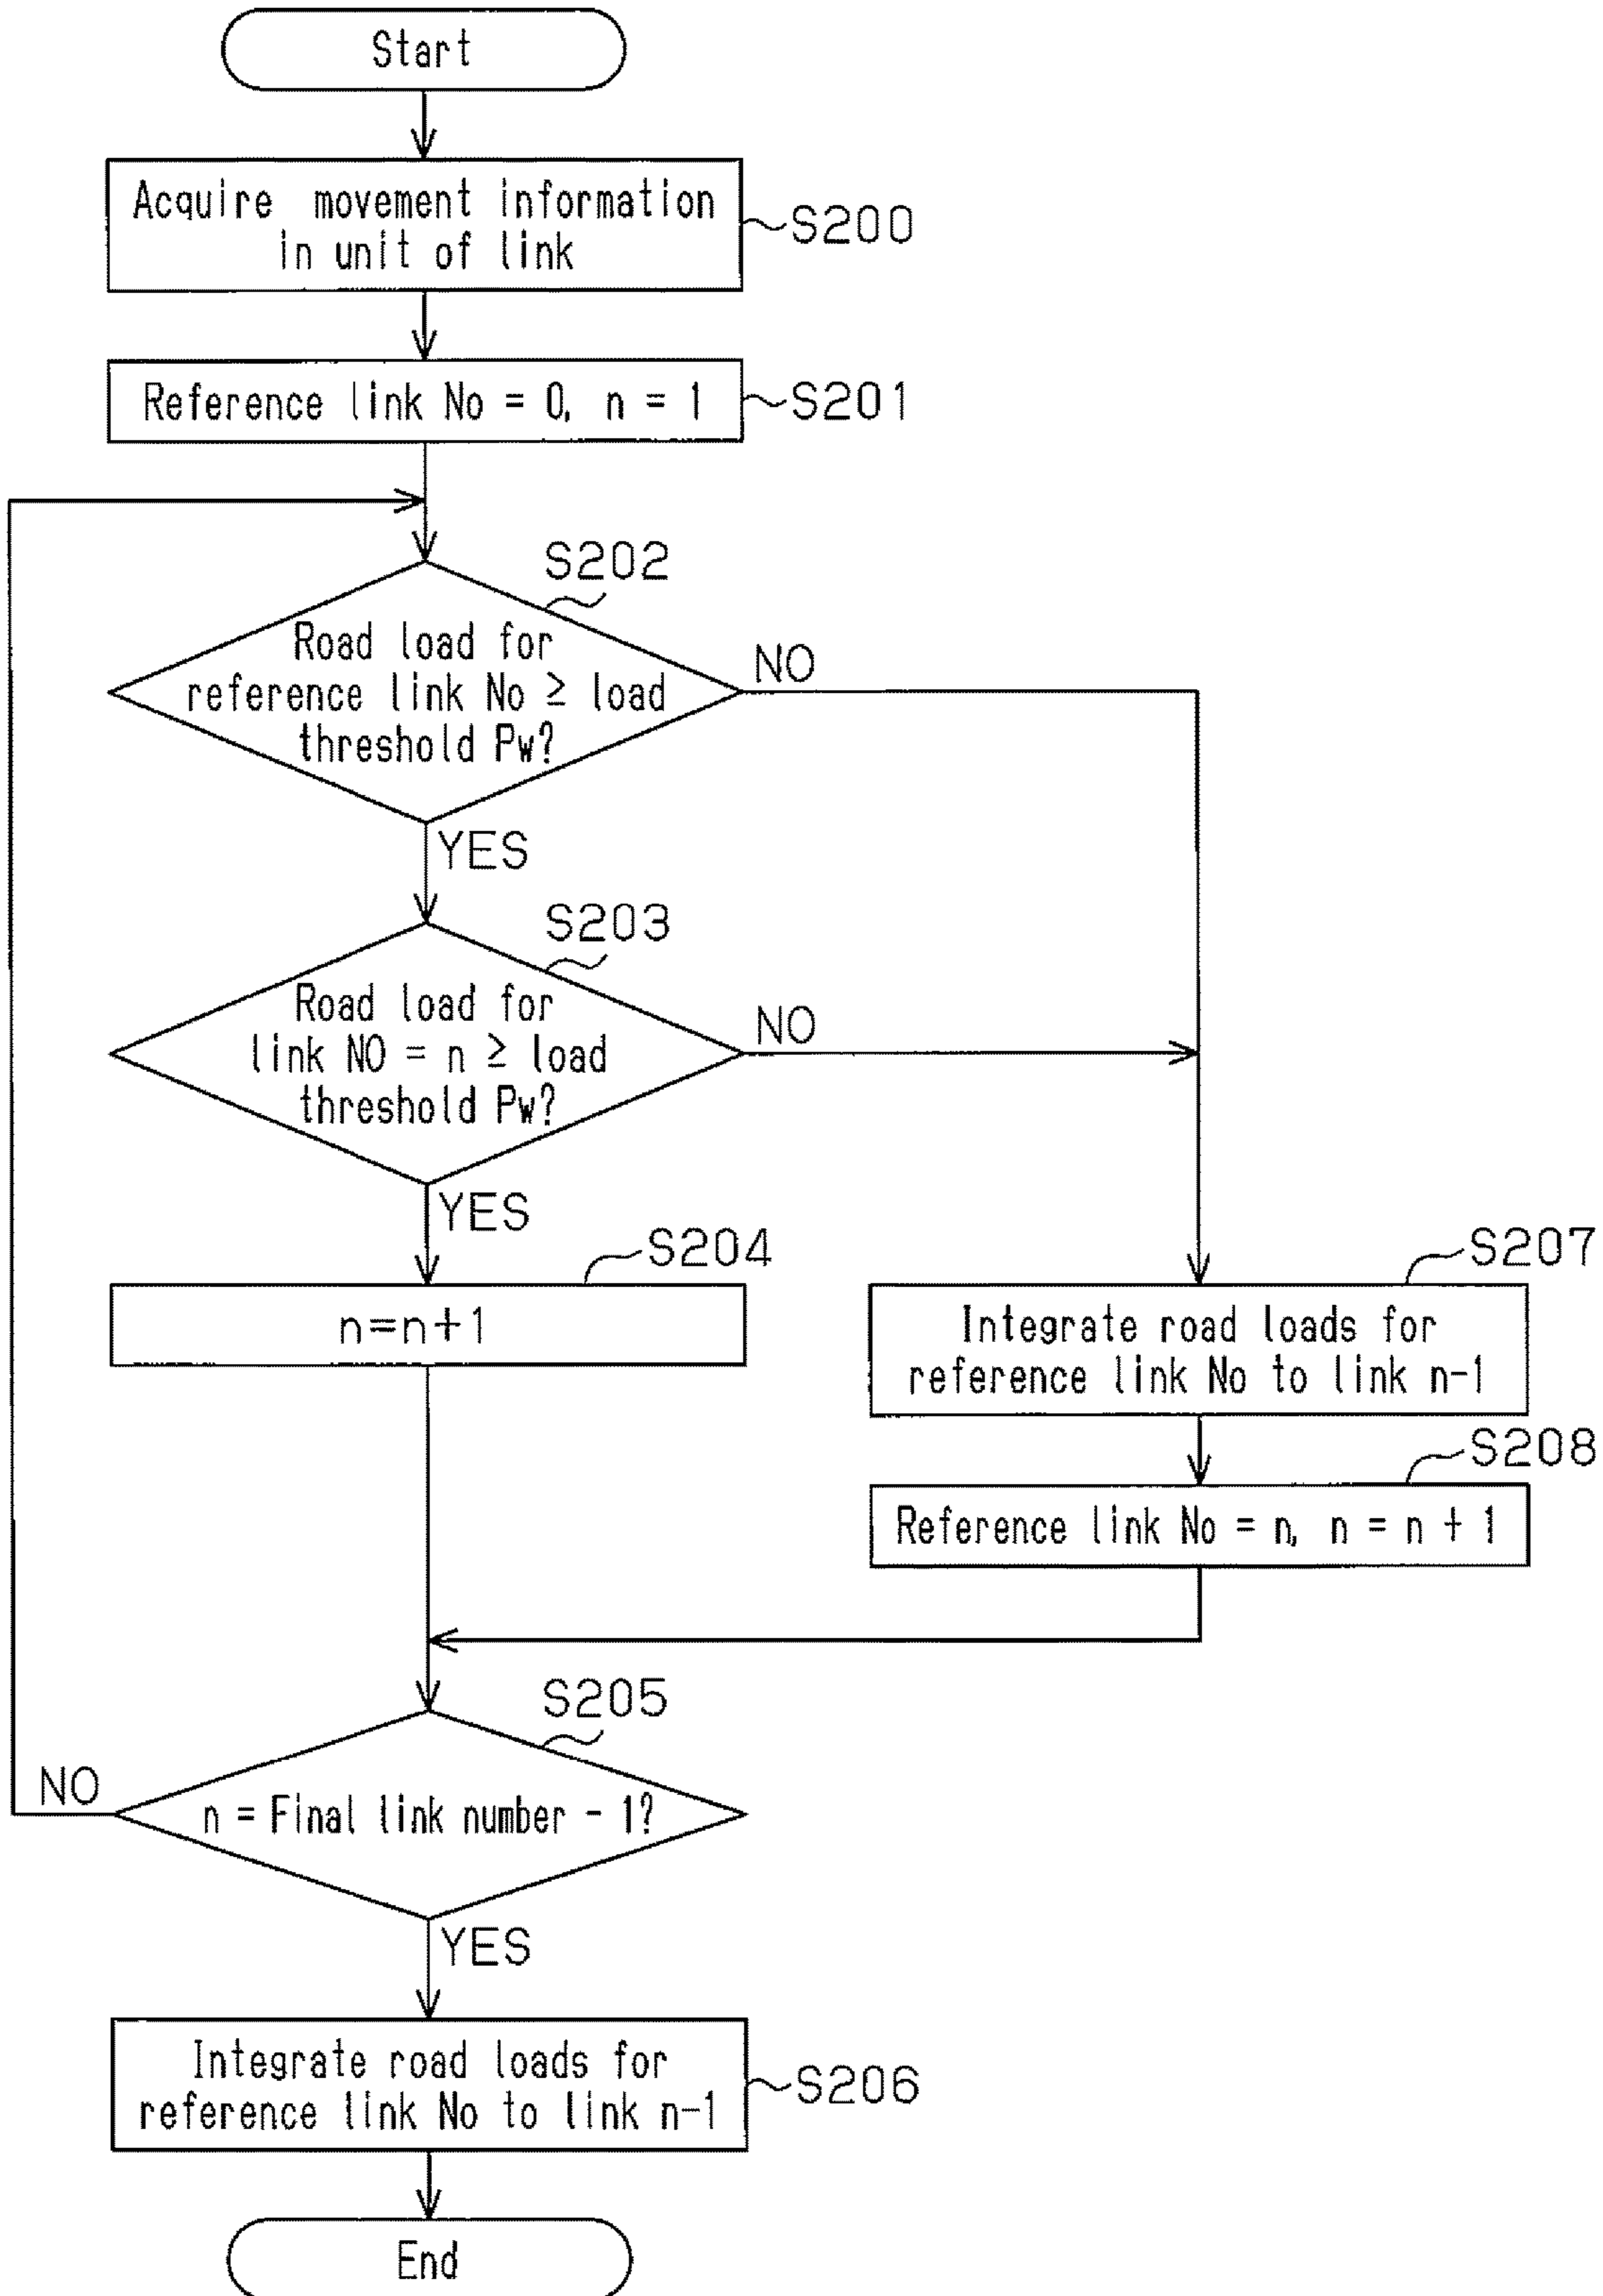 Start
Acquire movement information
in unit of link
S200
Reference link No = 0, n = 1
S201
S202
Road load for
reference link No ≥ load
threshold Pw?
NO
YES
S203
Road load for
link NO = n ≥ load
threshold Pw?
NO
YES
S204
n=n+1
S207
Integrate road loads for
reference link No to link n-1
S208
Reference link No = n, n = n + 1
S205
n = Final link number - 1?
NO
YES
Integrate road loads for
reference link No to link n-1
S206
End